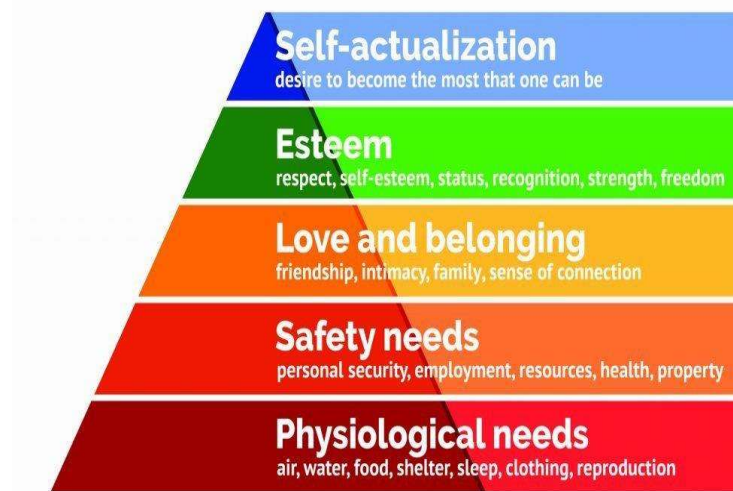 Self-actualization
desire to become the most that one can be
Esteem
respect, self-esteem, status, recognition, strength, freedom
Love and belonging
friendship, intimacy, family, sense of connection
Safety needs
personal security, employment, resources, health, property
Physiological needs
air, water, food, shelter, sleep, clothing, reproduction